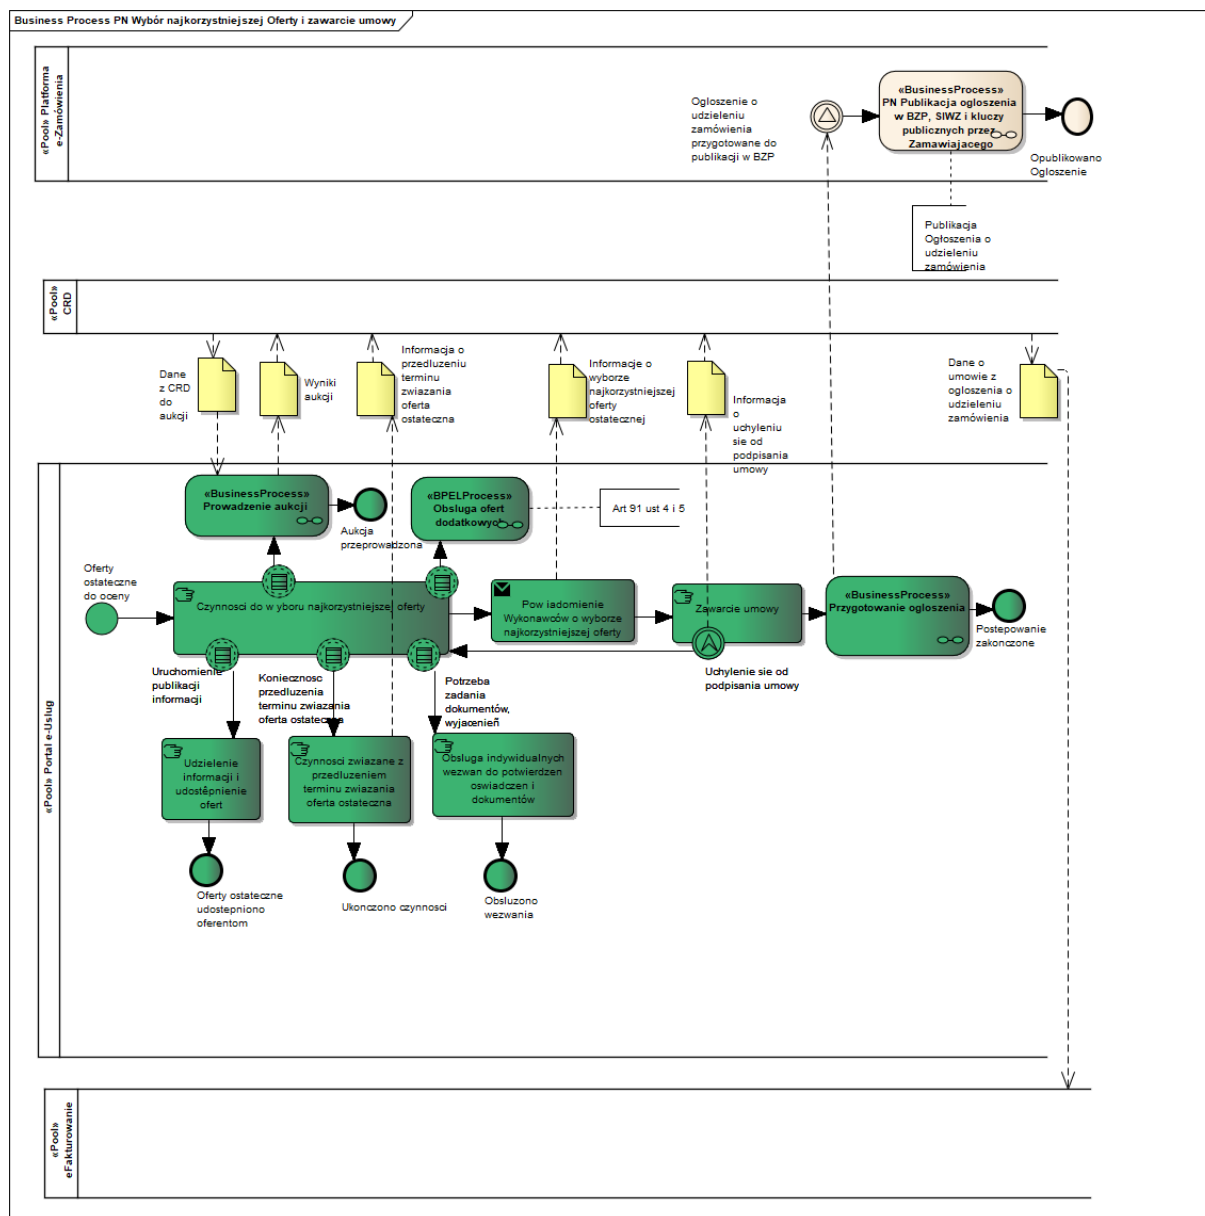 Business Process PN Wybór najkorzystniejszej Oferty i zawarcie umowy
«Pool» Platforma
e-Zamówienia
Ogloszenie o
udzieleniu
zamówienia
przygotowane do
publikacji w BZP
«BusinessProcess»
PN Publikacja ogloszenia
w BZP, SIWZ i kluczy
publicznych przez
Zamawiajacego
Opublikowano
Ogloszenie
Publikacja
Ogłoszenia o
udzieleniu
zamówienia
«Pool»
CRD
Dane
z CRD
do
aukcji
Wyniki
aukcji
Informacja o
przedluzeniu
terminu
zwiazania
oferta
ostateczna
Informacje o
wyborze
najkorzystniejszej
oferty
ostatecznej
Informacja
o
uchyleniu
sie od
podpisania
umowy
Dane o
umowie z
ogloszenia o
udzieleniu
zamówienia
«Pool» Portal e-Uslug
«BusinessProcess»
Prowadzenie aukcji
Aukcja
przeprowadzona
«BPELProcess»
Obsluga ofert
dodatkowych
Art 91 ust 4 i 5
Oferty
ostateczne
do oceny
Czynnosci do w yboru najkorzystniejszej oferty
Pow iadomienie
Wykonawców o wyborze
najkorzystniejszej oferty
Zawarcie umowy
«BusinessProcess»
Przygotowanie ogloszenia
Postepowanie
zakonczone
Uruchomienie
publikacji
informacji
Koniecznosc
przedluzenia
terminu zwiazania
oferta ostateczna
Potrzeba
zadania
dokumentów,
wyjacenień
Uchylenie sie od
podpisania umowy
Udzielenie
informacji i
udostêpnienie
ofert
Czynnosci zwiazane z
przedluzeniem
terminu zwiazania
oferta ostateczna
Obsluga indywidualnych
wezwan do potwierdzen
oswiadczen i
dokumentów
Oferty ostateczne
udostepniono
oferentom
Ukonczono czynnosci
Obsluzono
wezwania
«Pool»
eFakturowanie